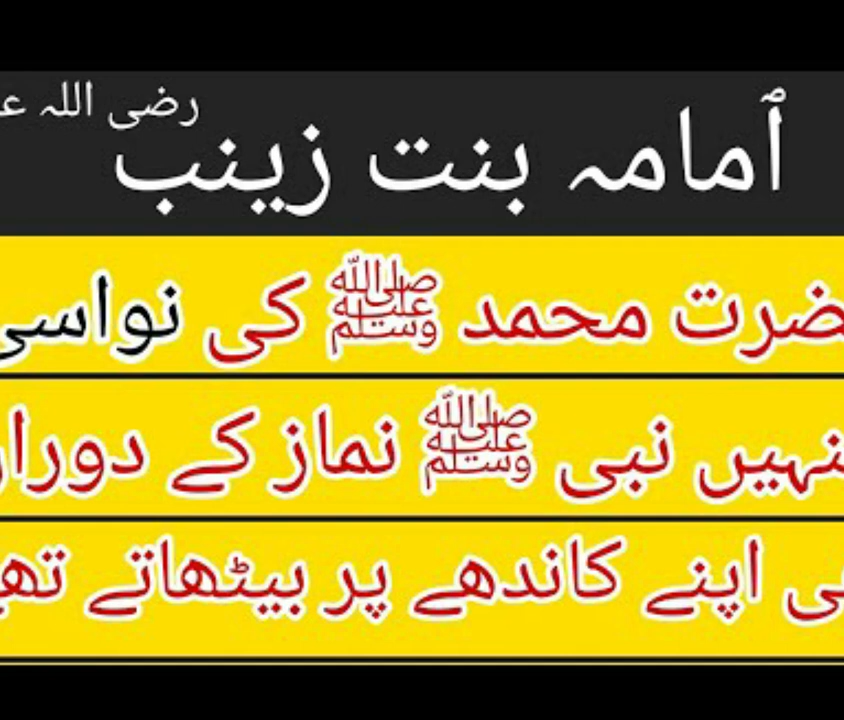 رضی اللہ ع
اُمامہ بنت زینب
ضرت محمد ﷺ کی نواسی
نہیں نبی ﷺ نماز کے دورا
ی اپنے کاندھے پر بیٹھاتے تھے